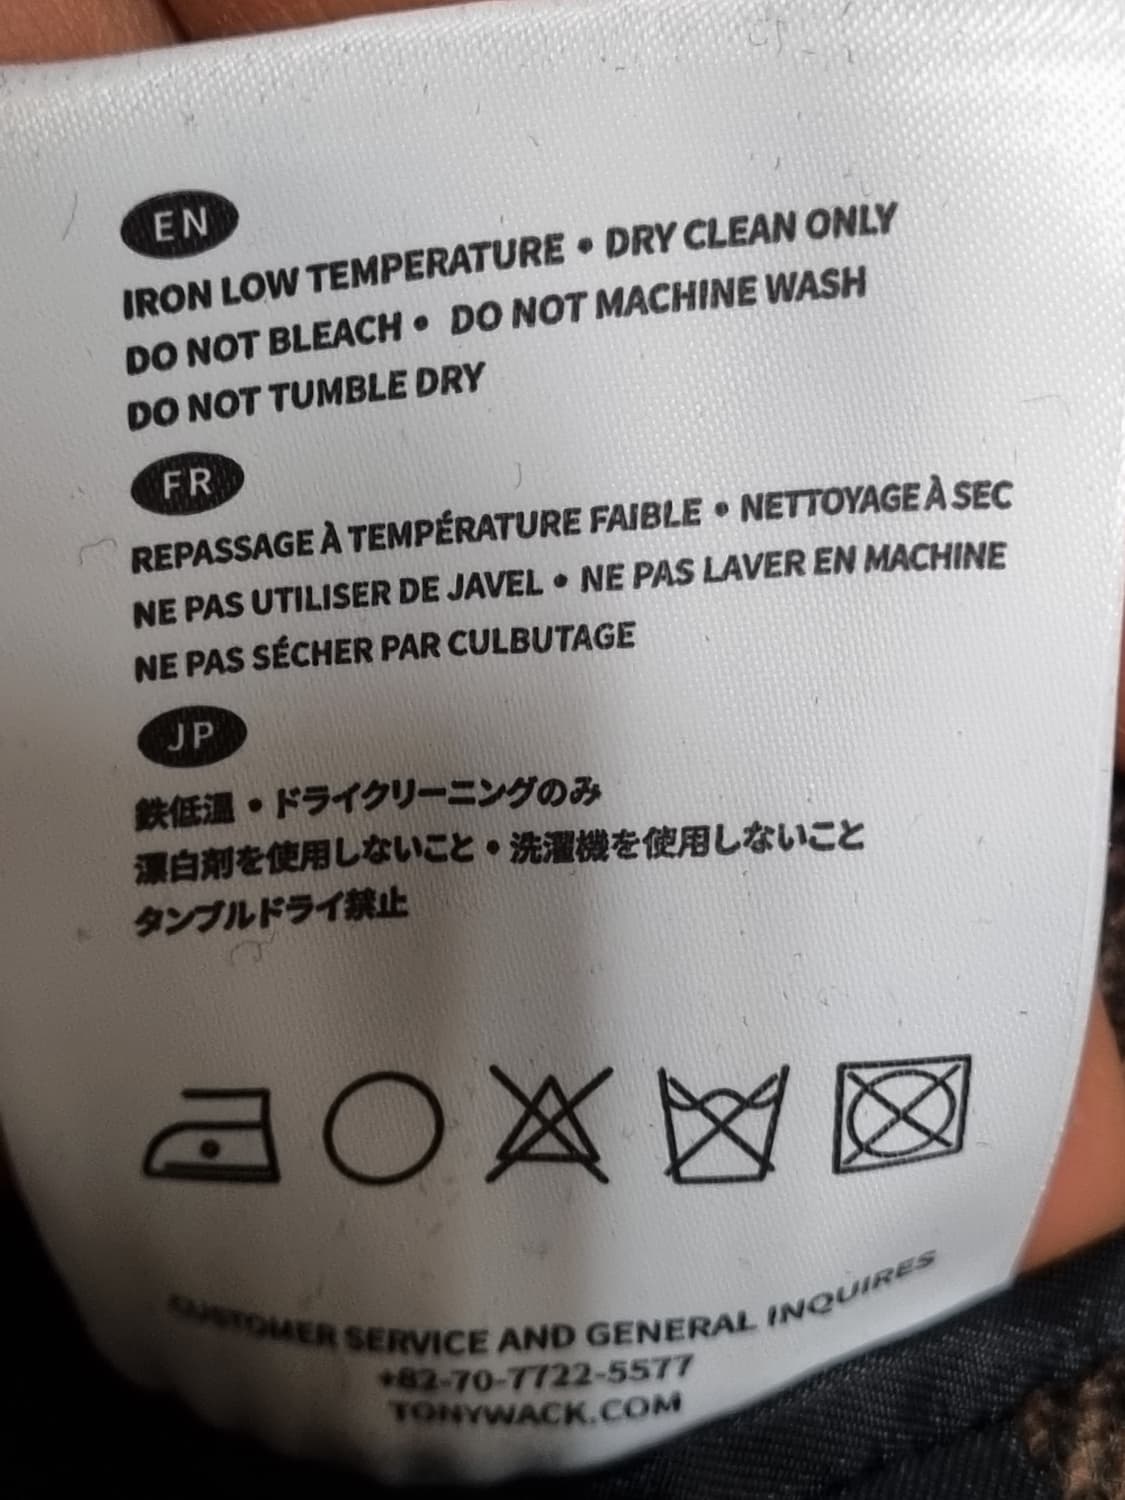 EN
IRON LOW TEMPERATURE • DRY CLEAN ONLY
DO NOT BLEACH • DO NOT MACHINE WASH
DO NOT TUMBLE DRY
FR
REPASSAGE À TEMPÉRATURE FAIBLE • NETTOYAGE À SEC
NE PAS UTILISER DE JAVEL • NE PAS LAVER EN MACHINE
NE PAS SÉCHER PAR CULBUTAGE
JP
鉄低温・ドライクリーニングのみ
漂白剤を使用しないこと・洗濯機を使用しないこと
タンブルドライ禁止
CUSTOMER SERVICE AND GENERAL INQUIRES
+82-70-7722-5577
TONYWACK.COM